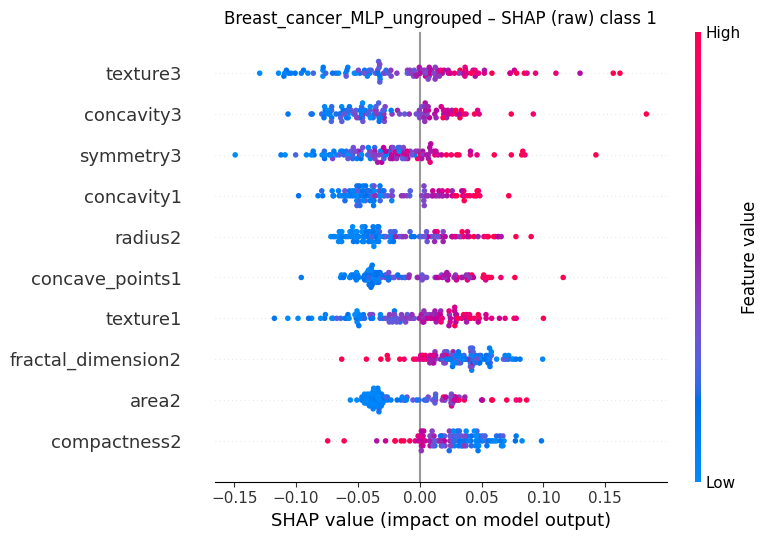 Breast_cancer_MLP_ungrouped – SHAP (raw) class 1
High
texture3
concavity3
symmetry3
concavity1
radius2
concave_points1
texture1
fractal_dimension2
area2
compactness2
Feature value
Low
−0.15 −0.10 −0.05 0.00 0.05 0.10 0.15
SHAP value (impact on model output)